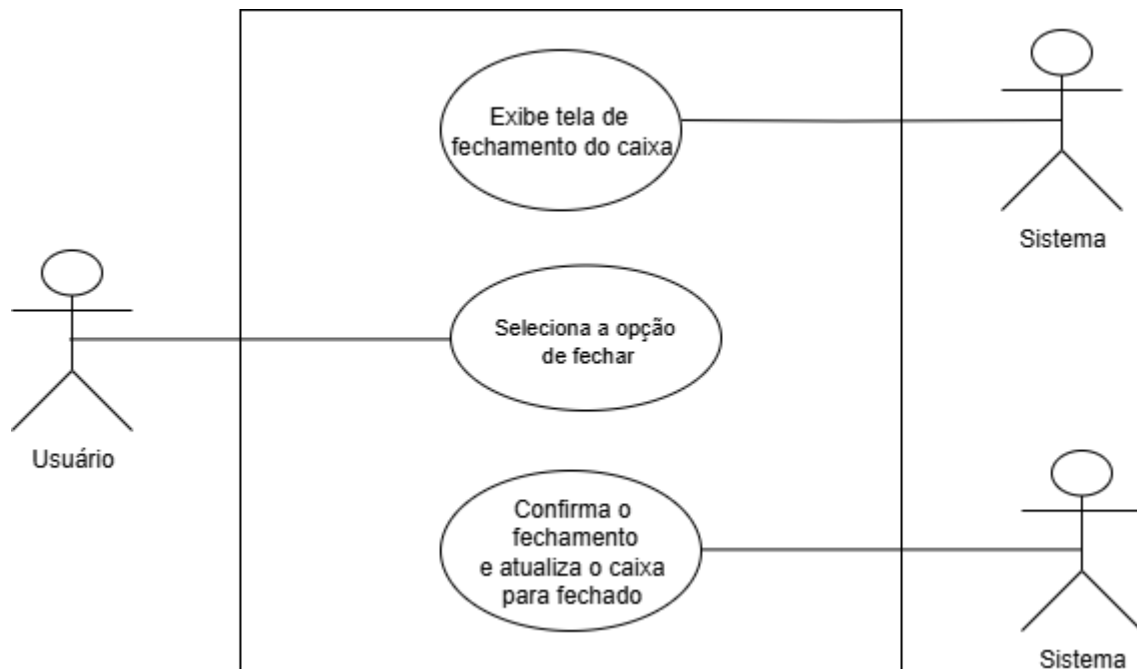 Exibe tela de
fechamento do caixa
Sistema
Seleciona a opção
de fechar
Usuário
Confirma o
fechamento
e atualiza o caixa
para fechado
Sistema